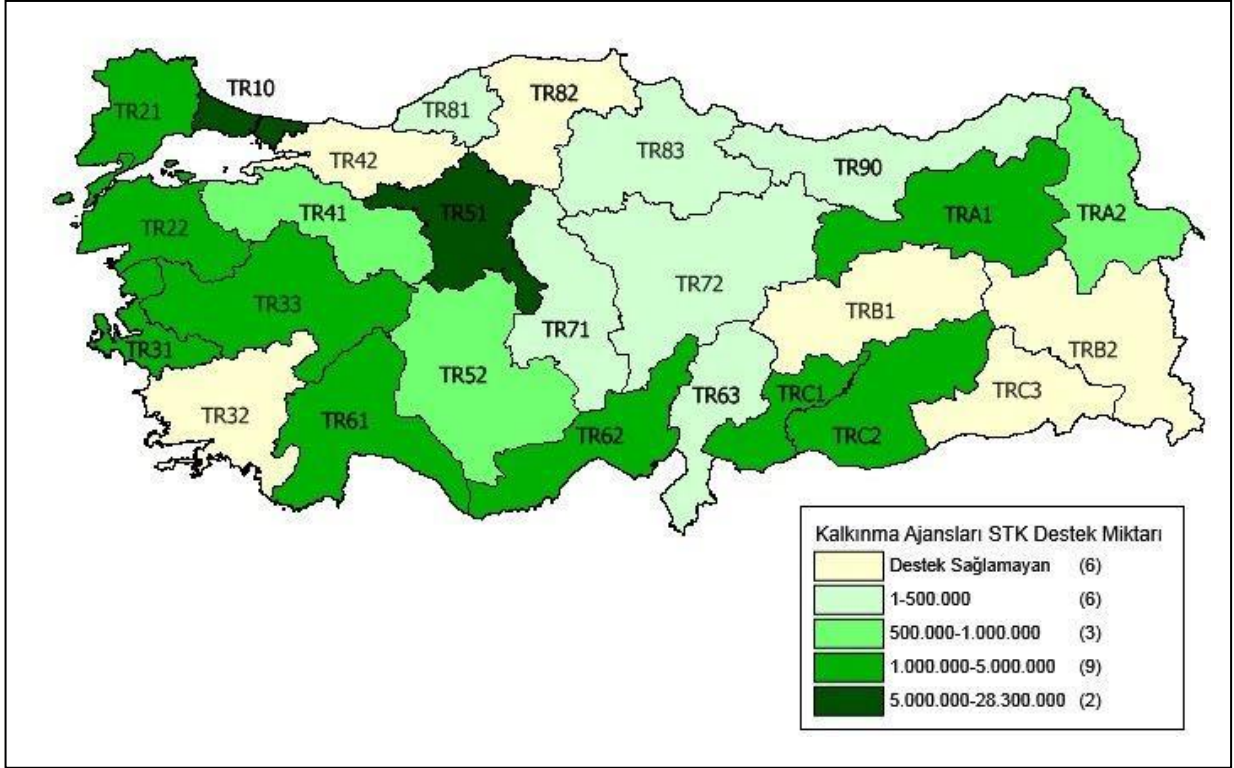 TR10
TR21
TR81
TR82
TR42
TR83
TR90
TR41
TR51
TRA1
TRA2
TR22
TR72
TR33
TRB1
TR71
TR31
TRB2
TR52
TR63
TRC1
TRC3
TR32
TR61
TR62
TRC2
Kalkınma Ajansları STK Destek Miktarı
Destek Sağlamayan (6)
1-500.000 (6)
500.000-1.000.000 (3)
1.000.000-5.000.000 (9)
5.000.000-28.300.000 (2)